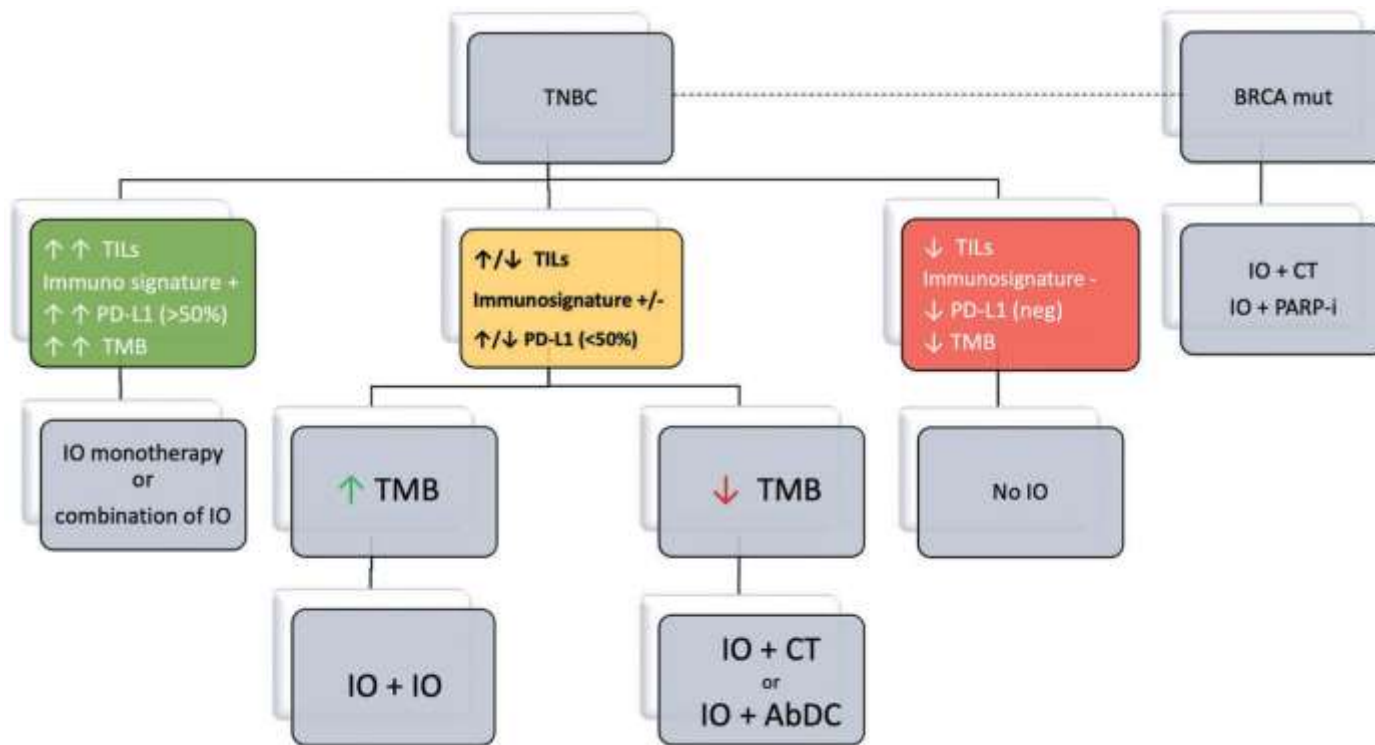 TNBC
BRCA mut
↑ ↑ TILs
Immuno signature +
↑ ↑ PD-L1 (>50%)
↑ ↑ TMB
↑/↓ TILs
Immunosignature +/-
↑/↓ PD-L1 (<50%)
↓ TILs
Immunosignature -
↓ PD-L1 (neg)
↓ TMB
IO + CT
IO + PARP-i
IO monotherapy
or
combination of IO
↑ TMB
↓ TMB
No IO
IO + IO
IO + CT
or
IO + AbDC